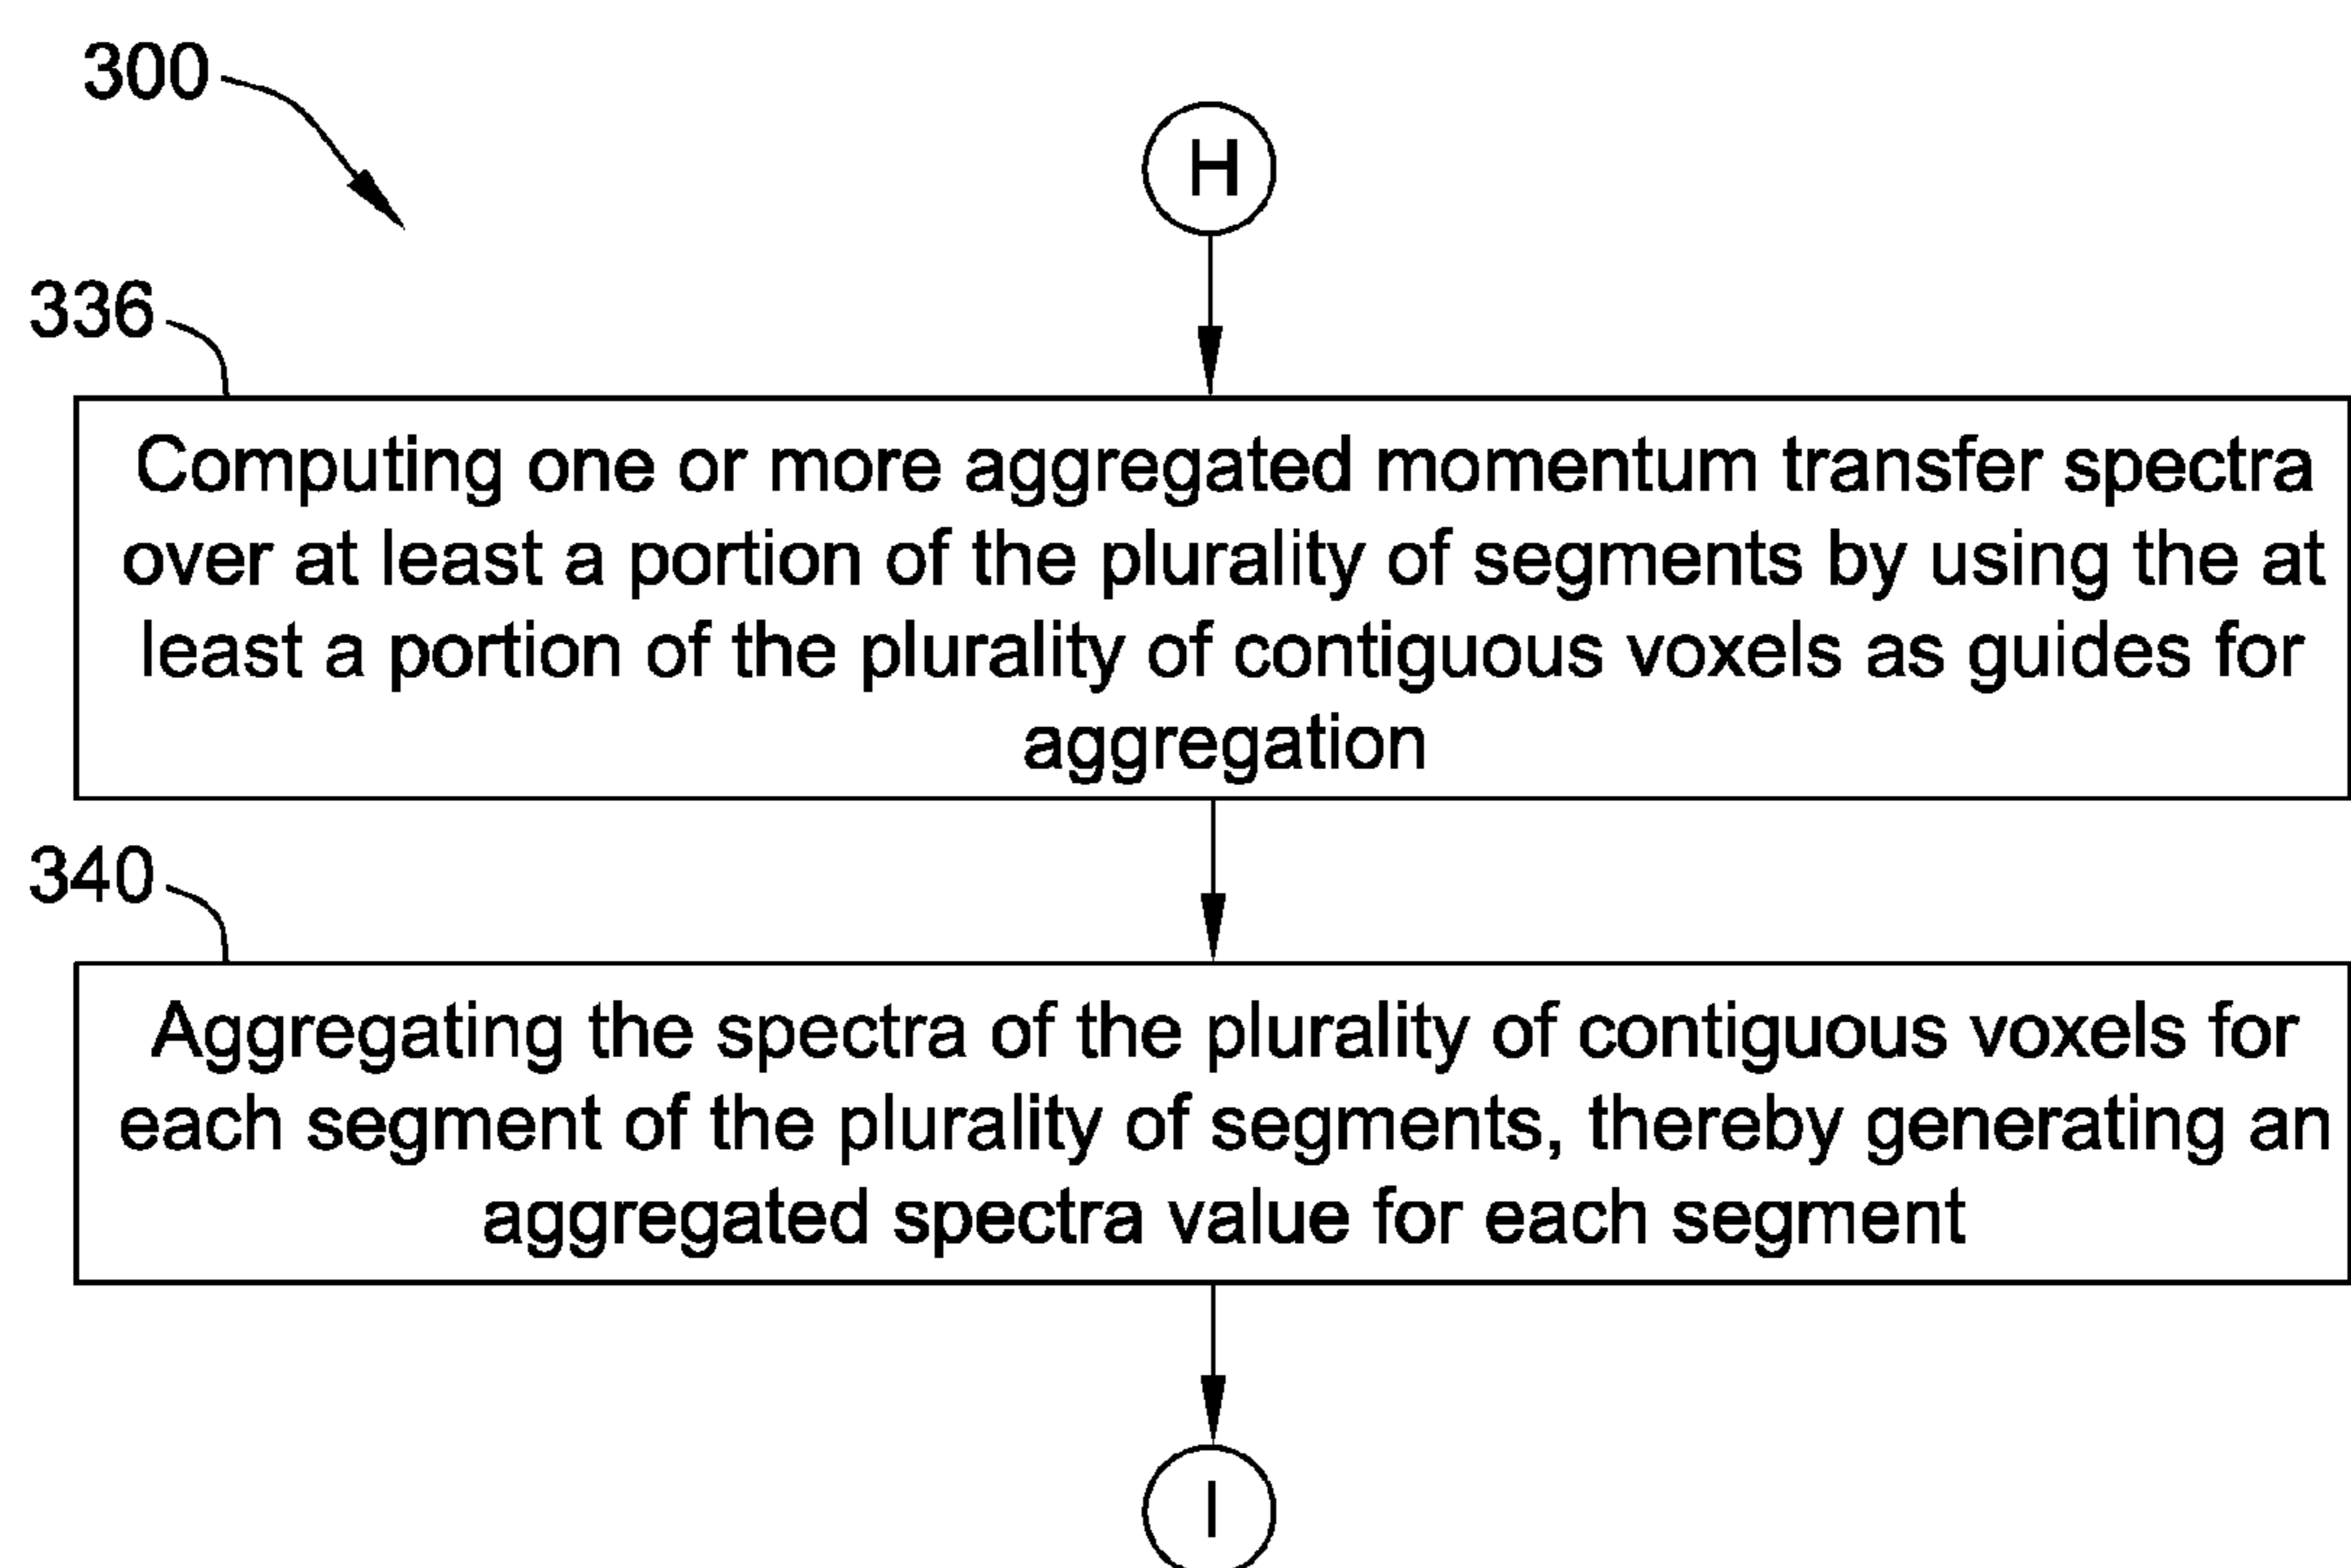 300
H
336
Computing one or more aggregated momentum transfer spectra
over at least a portion of the plurality of segments by using the at
least a portion of the plurality of contiguous voxels as guides for
aggregation
340
Aggregating the spectra of the plurality of contiguous voxels for
each segment of the plurality of segments, thereby generating an
aggregated spectra value for each segment
I